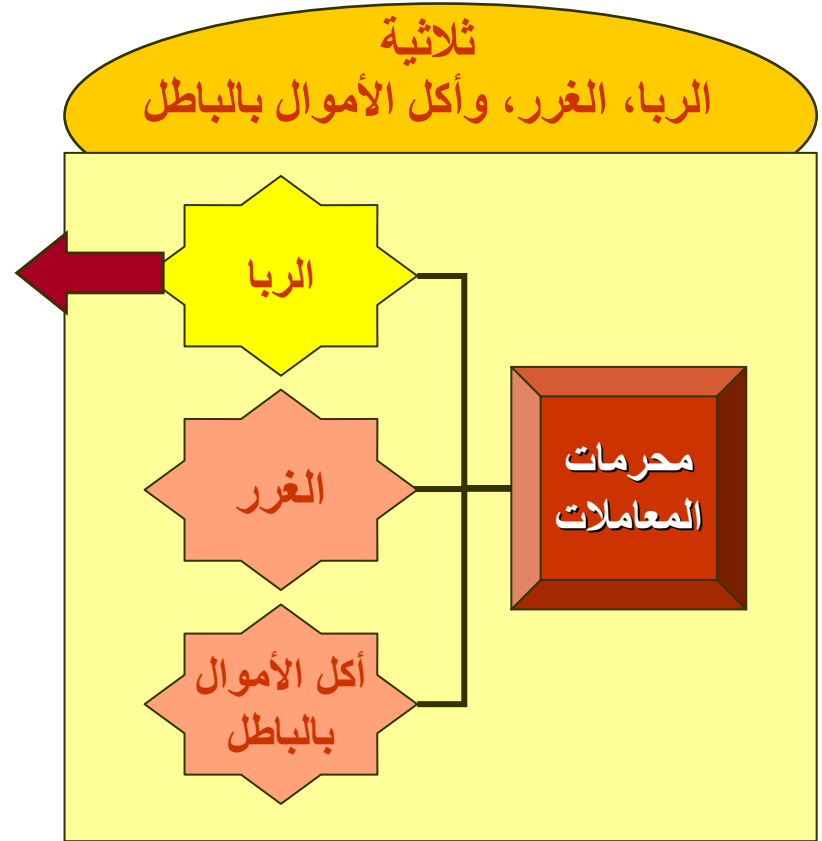 ثلاثية
الربا، الغرر، وأكل الأموال بالباطل
محرمات
المعاملات
الربا
الغرر
أكل الأموال
بالباطل